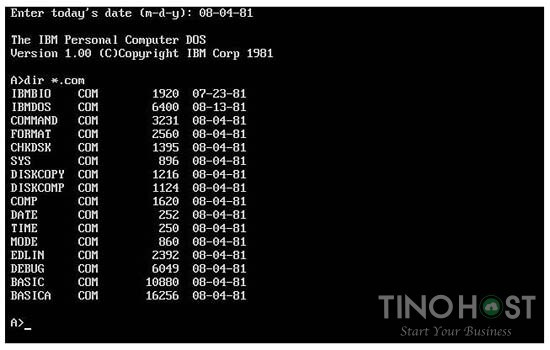 Enter today's date (m-d-y): 08-04-81
The IBM Personal Computer DOS
Version 1.00 (C)Copyright IBM Corp 1981
A>dir *.com
IBMBIO COM 1920 07-23-81
IBMDOS COM 6400 08-13-81
COMMAND COM 3231 08-04-81
FORMAT COM 2560 08-04-81
CHKDSK COM 1395 08-04-81
SYS COM 896 08-04-81
DISKCOPY COM 1216 08-04-81
DISKCOMP COM 1124 08-04-81
COMP COM 1620 08-04-81
DATE COM 252 08-04-81
TIME COM 250 08-04-81
MODE COM 860 08-04-81
EDLIN COM 2392 08-04-81
DEBUG COM 6049 08-04-81
BASIC COM 10880 08-04-81
BASICA COM 16256 08-04-81
A>_
TINOHOST
Start Your Business